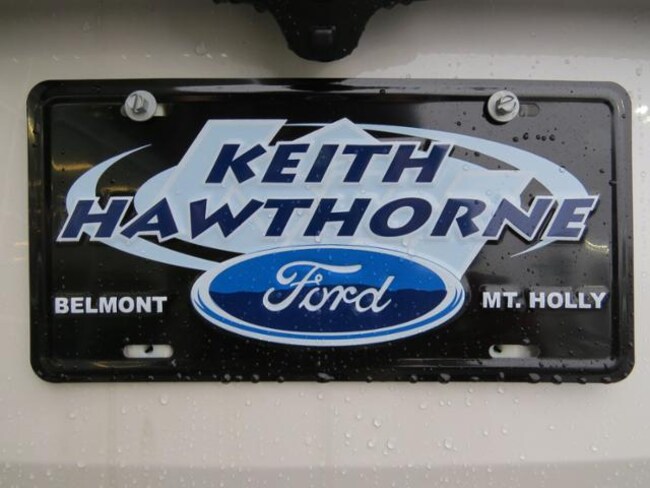 KEITH
HAWTHORNE
Ford
BELMONT
MT. HOLLY